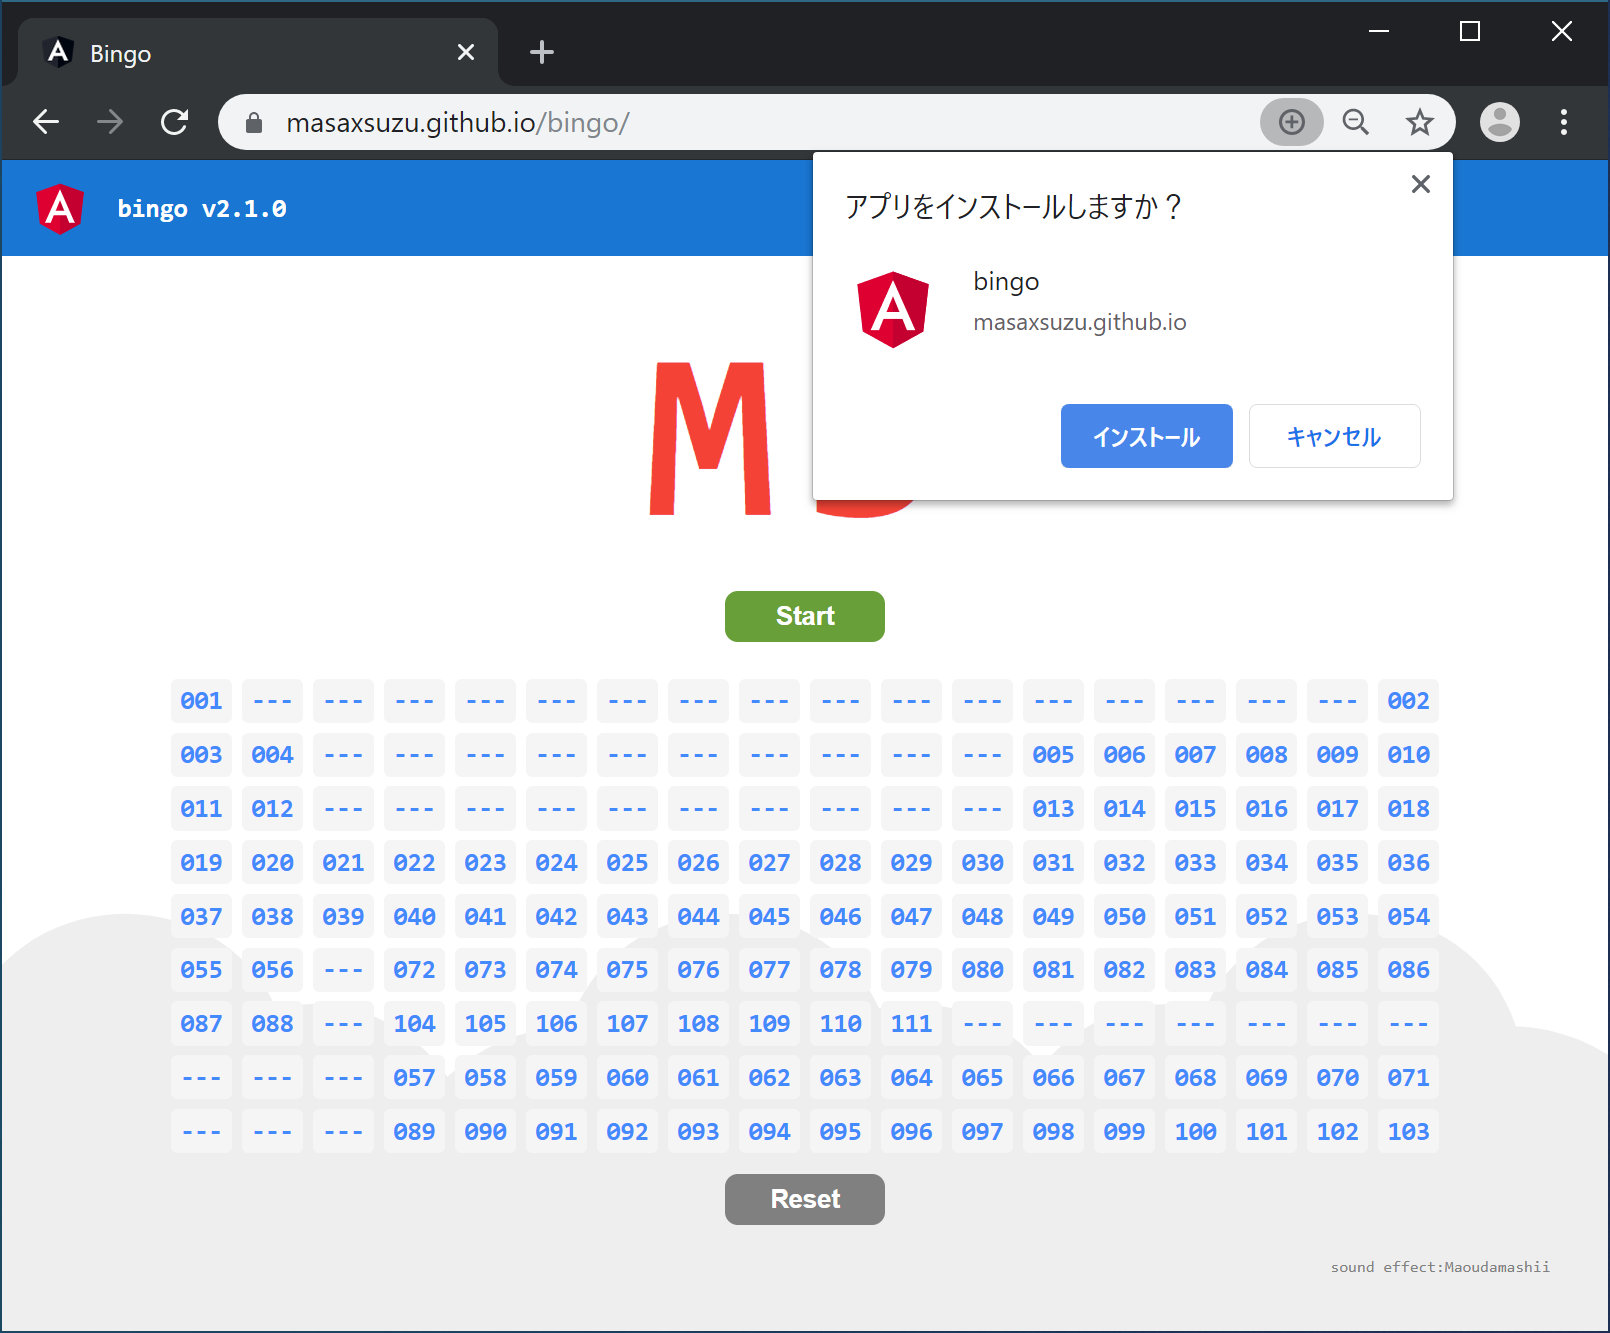 Bingo
masaxsuzu.github.io/bingo/
bingo v2.1.0
アプリをインストールしますか？
bingo
masaxsuzu.github.io
インストール キャンセル
M
Start
001 --- --- --- --- --- --- --- --- --- --- --- --- --- --- --- --- 002
003 004 --- --- --- --- --- --- --- --- --- --- 005 006 007 008 009 010
011 012 --- --- --- --- --- --- --- --- --- --- 013 014 015 016 017 018
019 020 021 022 023 024 025 026 027 028 029 030 031 032 033 034 035 036
037 038 039 040 041 042 043 044 045 046 047 048 049 050 051 052 053 054
055 056 --- 072 073 074 075 076 077 078 079 080 081 082 083 084 085 086
087 088 --- 104 105 106 107 108 109 110 111 --- --- --- --- --- --- ---
--- --- --- 057 058 059 060 061 062 063 064 065 066 067 068 069 070 071
--- --- --- 089 090 091 092 093 094 095 096 097 098 099 100 101 102 103
Reset
sound effect:Maoudamashii